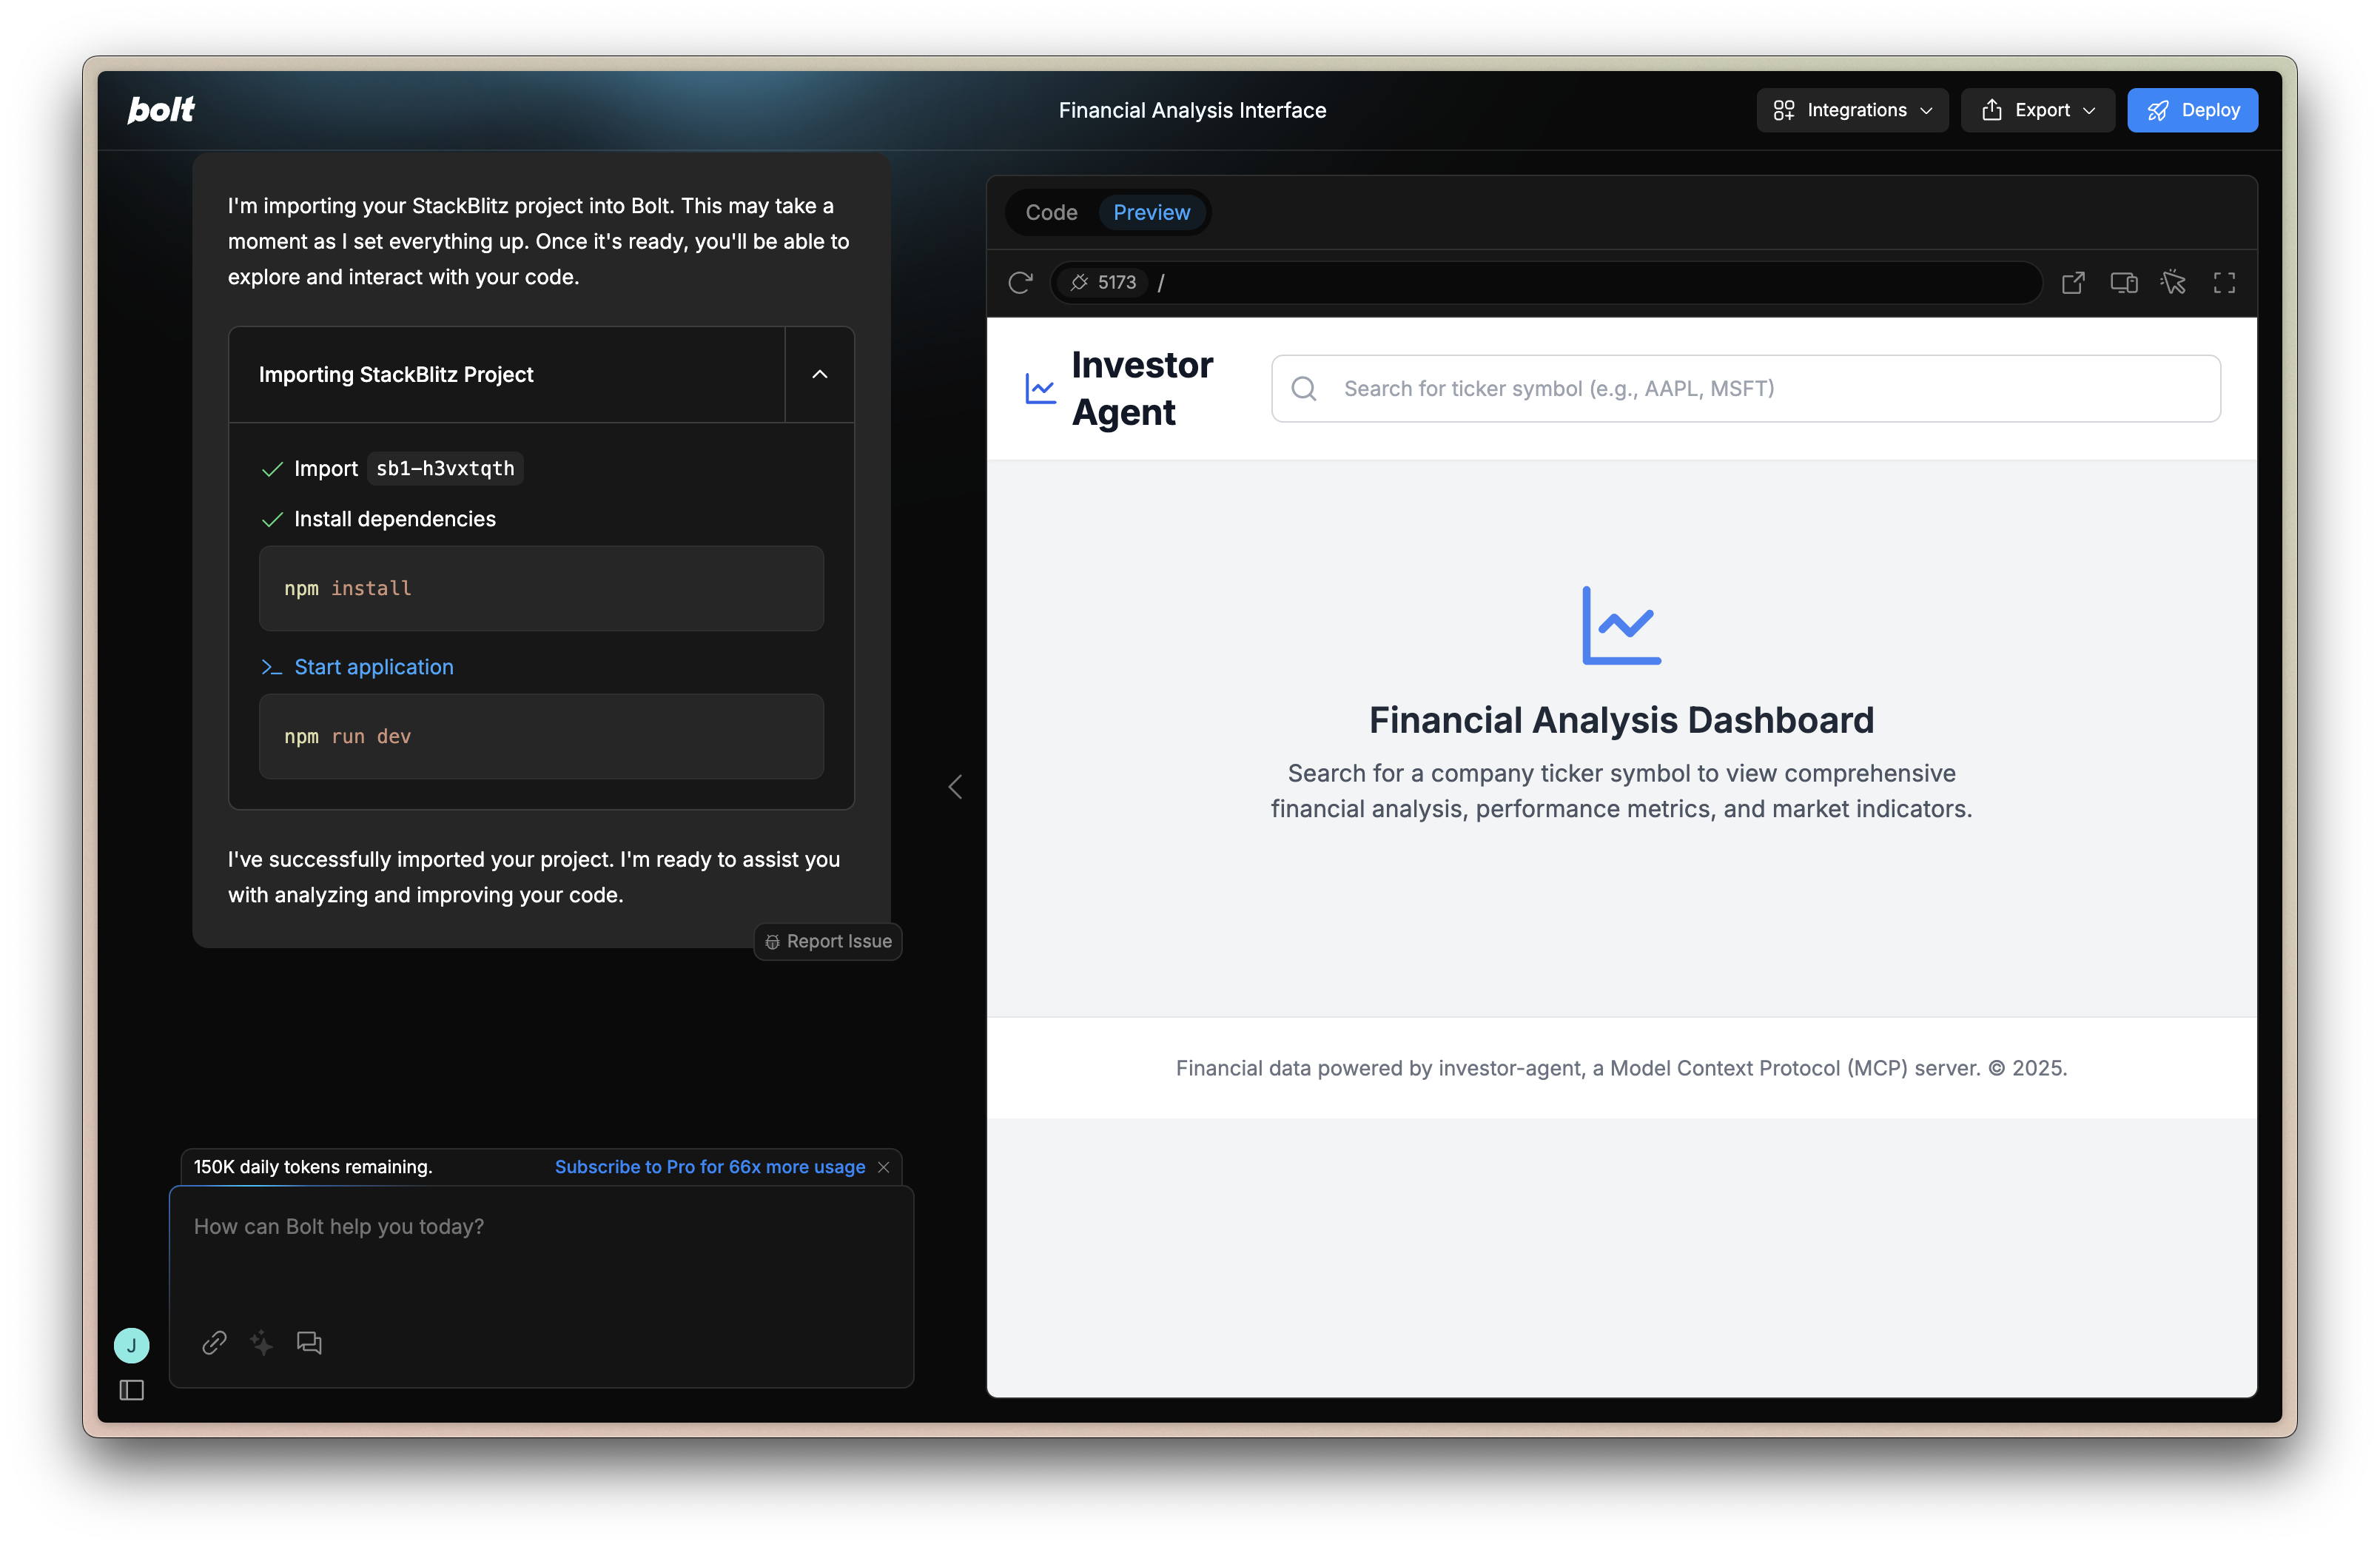 bolt
Financial Analysis Interface
Integrations
Export
Deploy
I'm importing your StackBlitz project into Bolt. This may take a
moment as I set everything up. Once it's ready, you'll be able to
explore and interact with your code.
Importing StackBlitz Project
Import sb1-h3vxtqth
Install dependencies
npm install
>_ Start application
npm run dev
I've successfully imported your project. I'm ready to assist you
with analyzing and improving your code.
Report Issue
150K daily tokens remaining.
Subscribe to Pro for 66x more usage
How can Bolt help you today?
J
Code
Preview
5173 /
Investor
Agent
Search for ticker symbol (e.g., AAPL, MSFT)
Financial Analysis Dashboard
Search for a company ticker symbol to view comprehensive
financial analysis, performance metrics, and market indicators.
Financial data powered by investor-agent, a Model Context Protocol (MCP) server. © 2025.